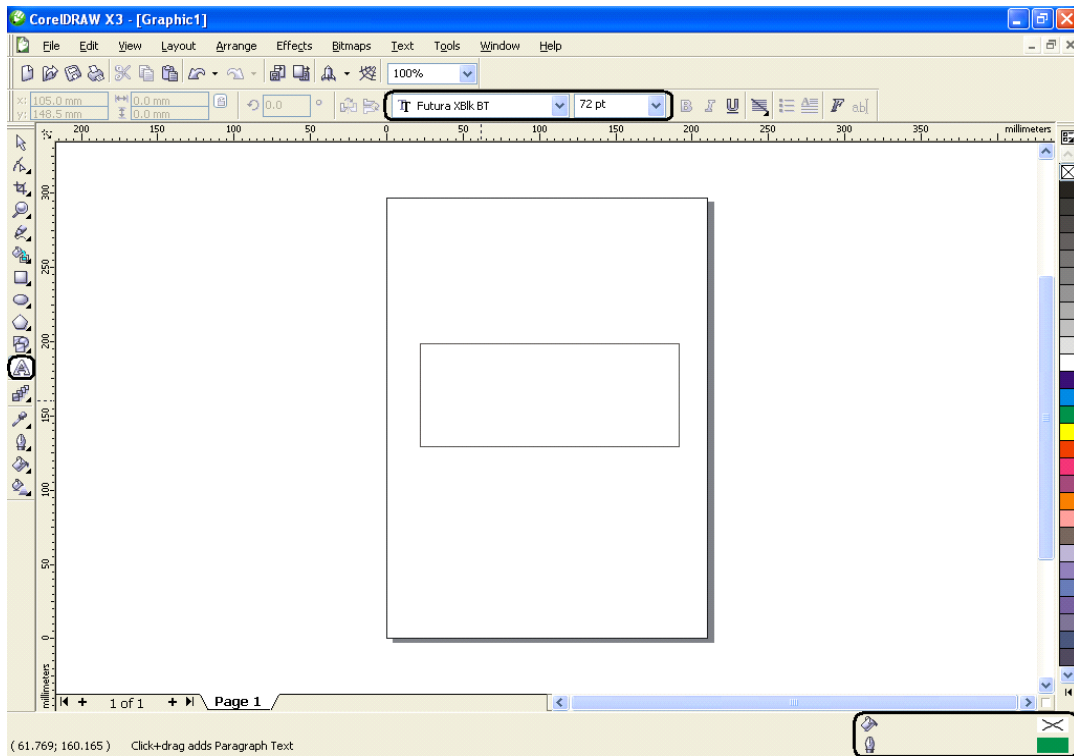 CorelDRAW X3 - [Graphic1]
File Edit View Layout Arrange Effects Bitmaps Text Tools Window Help
100%
x: 105.0 mm 0.0 mm 0.0 ° Futura XBlk BT 72 pt B I U F ab
y: 148.5 mm 0.0 mm
200 150 100 50 0 50 100 150 200 250 300 350 millimeters
300
250
200
150
100
50
0
millimeters
1 of 1 Page 1
( 61.769; 160.165 ) Click+drag adds Paragraph Text